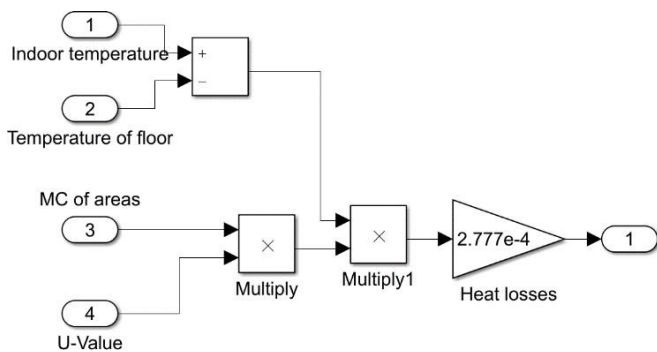 1
Indoor temperature
+
−
2
Temperature of floor
MC of areas
3
×
Multiply
4
U-Value
×
Multiply1
2.777e-4
Heat losses
1